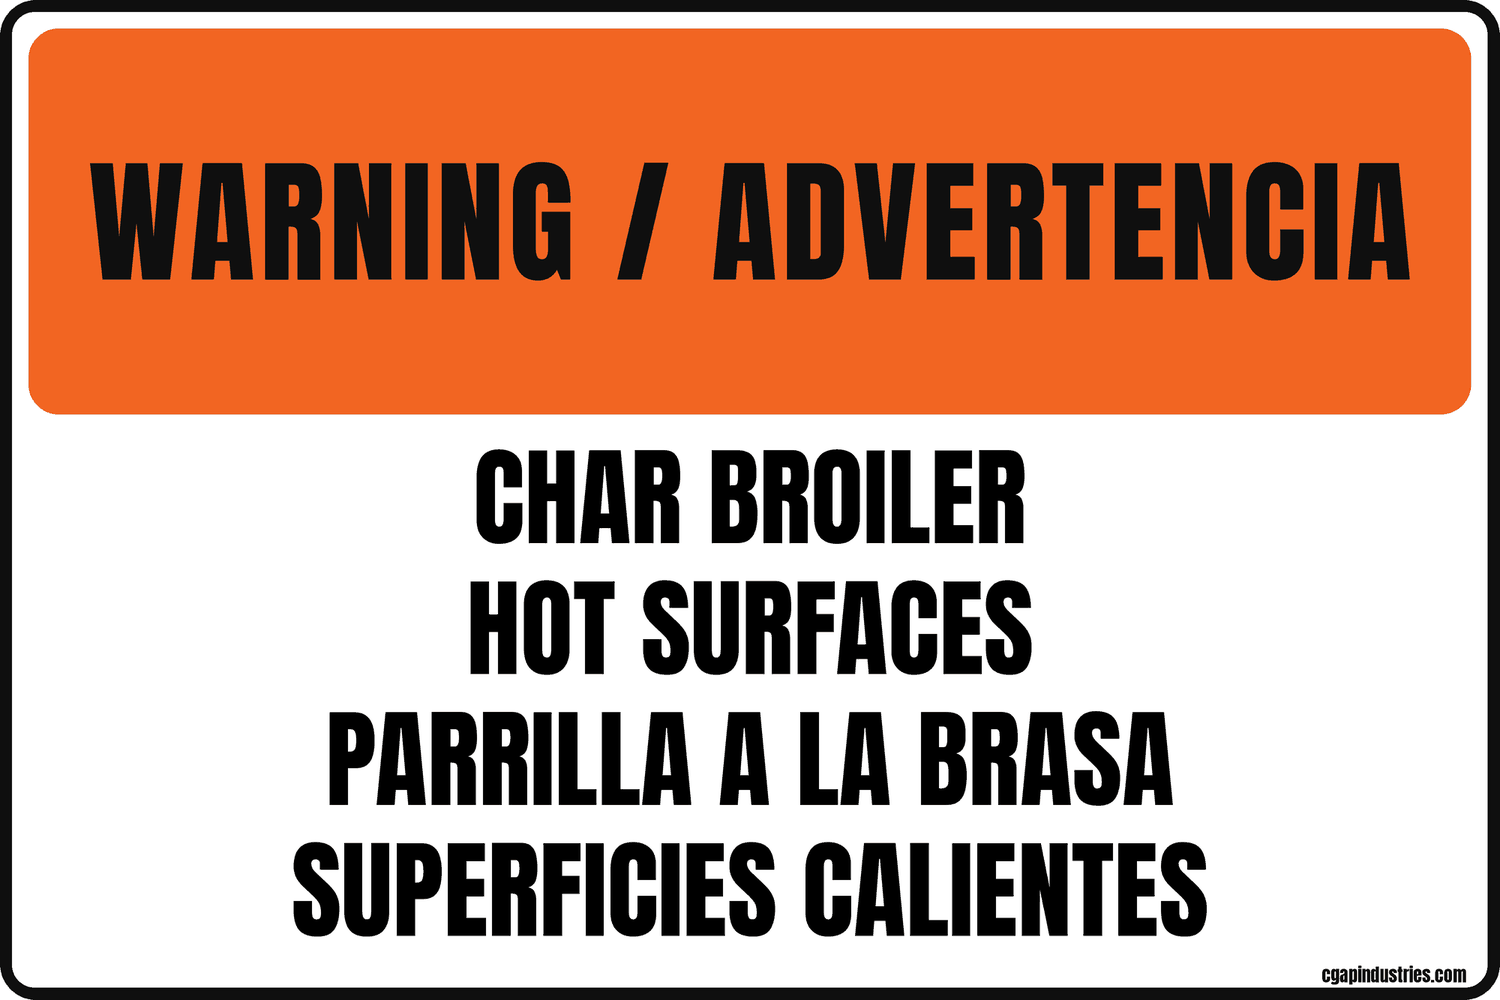 WARNING / ADVERTENCIA
CHAR BROILER
HOT SURFACES
PARRILLA A LA BRASA
SUPERFICIES CALIENTES
cgapindustries.com